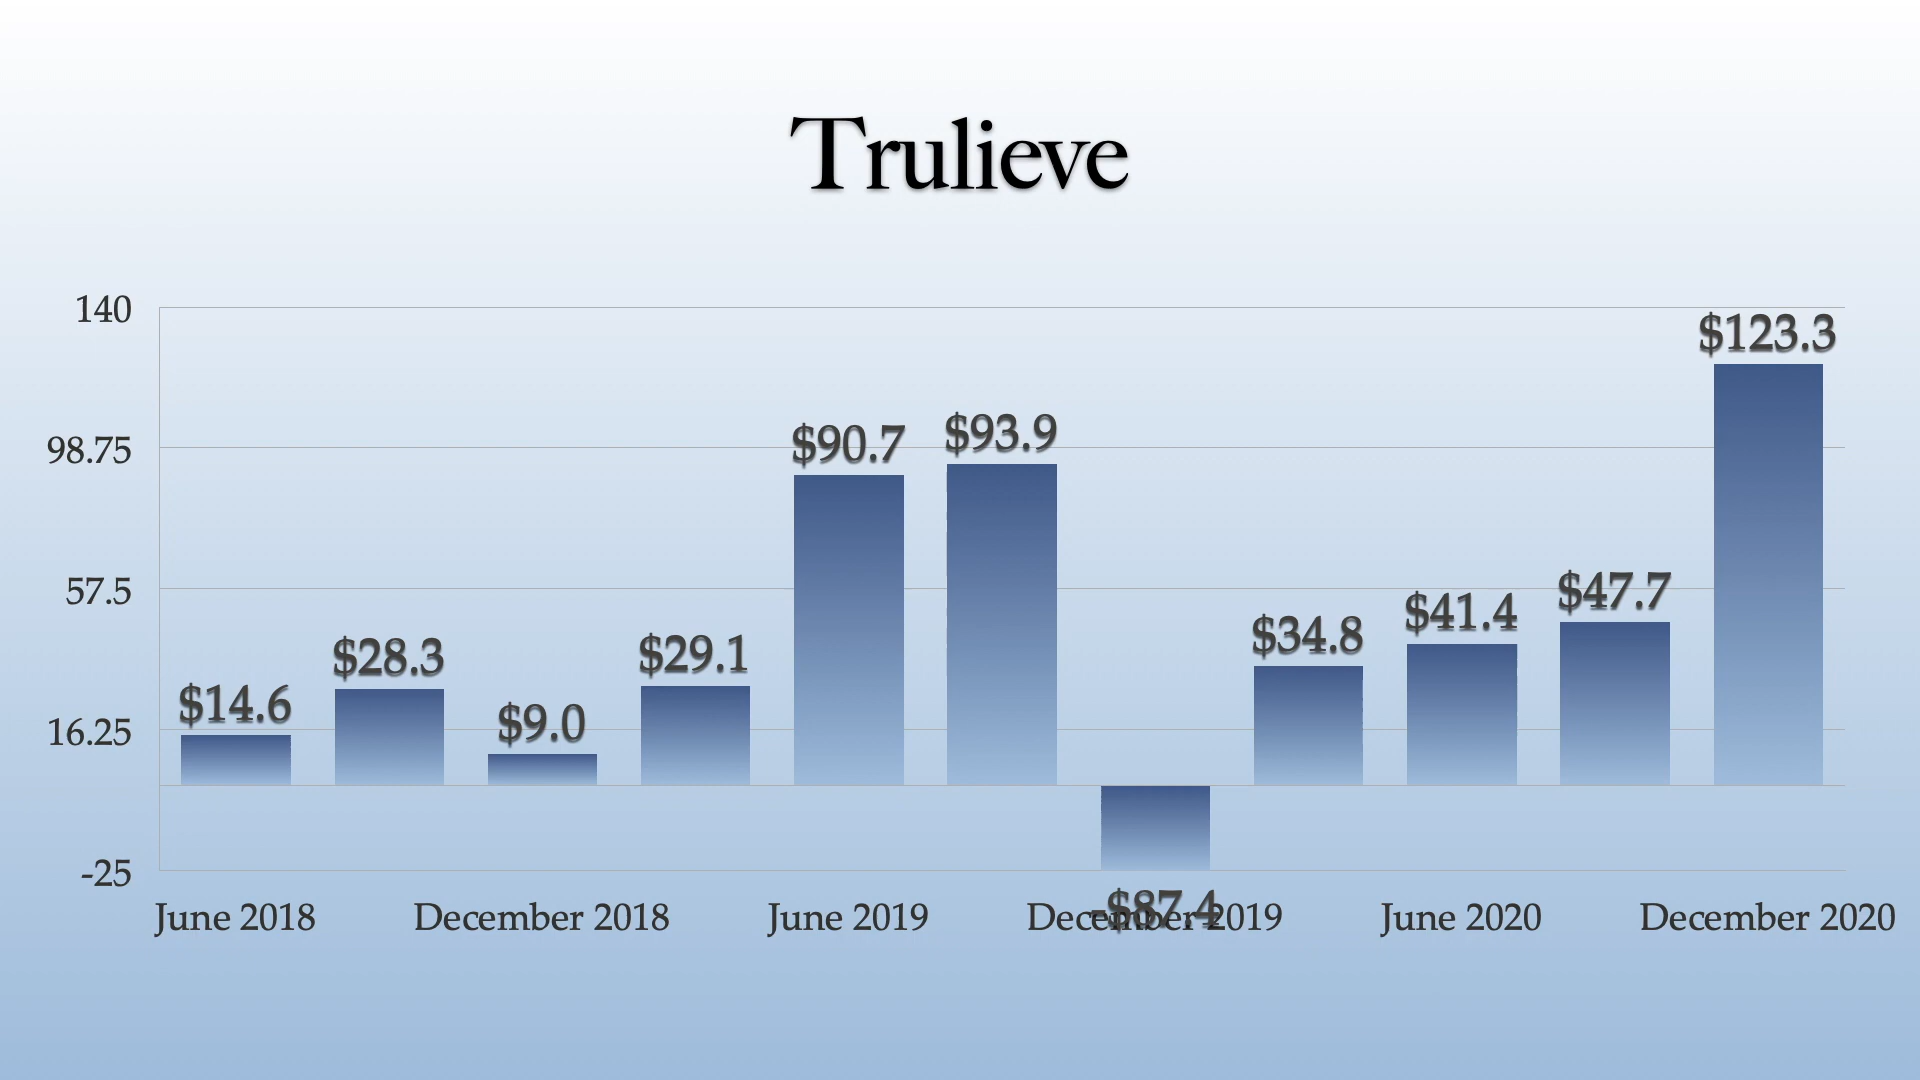 Trulieve
140
98.75
57.5
16.25
-25
$14.6
$28.3
$9.0
$29.1
$90.7
$93.9
-$87.4
$34.8
$41.4
$47.7
$123.3
June 2018
December 2018
June 2019
December 2019
June 2020
December 2020